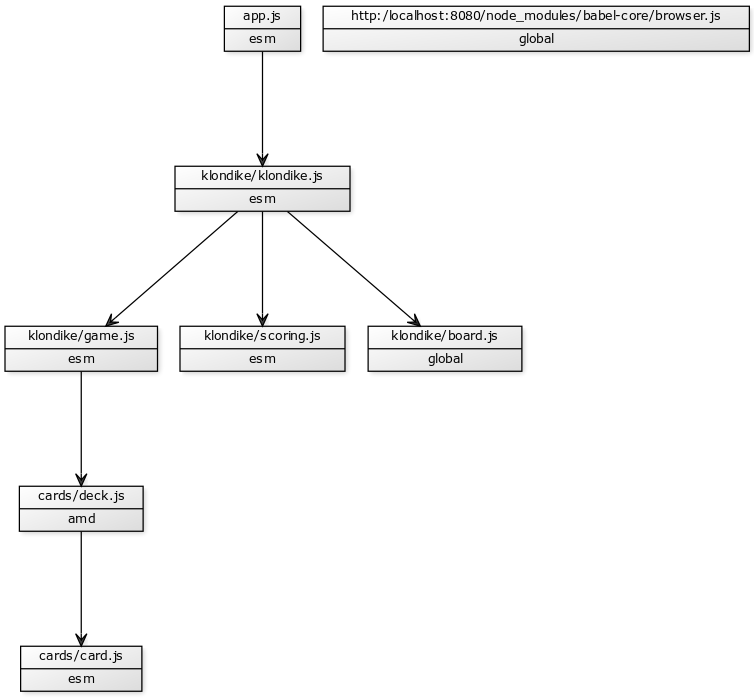 app.js
esm
http:/localhost:8080/node_modules/babel-core/browser.js
global
klondike/klondike.js
esm
klondike/game.js
esm
klondike/scoring.js
esm
klondike/board.js
global
cards/deck.js
amd
cards/card.js
esm